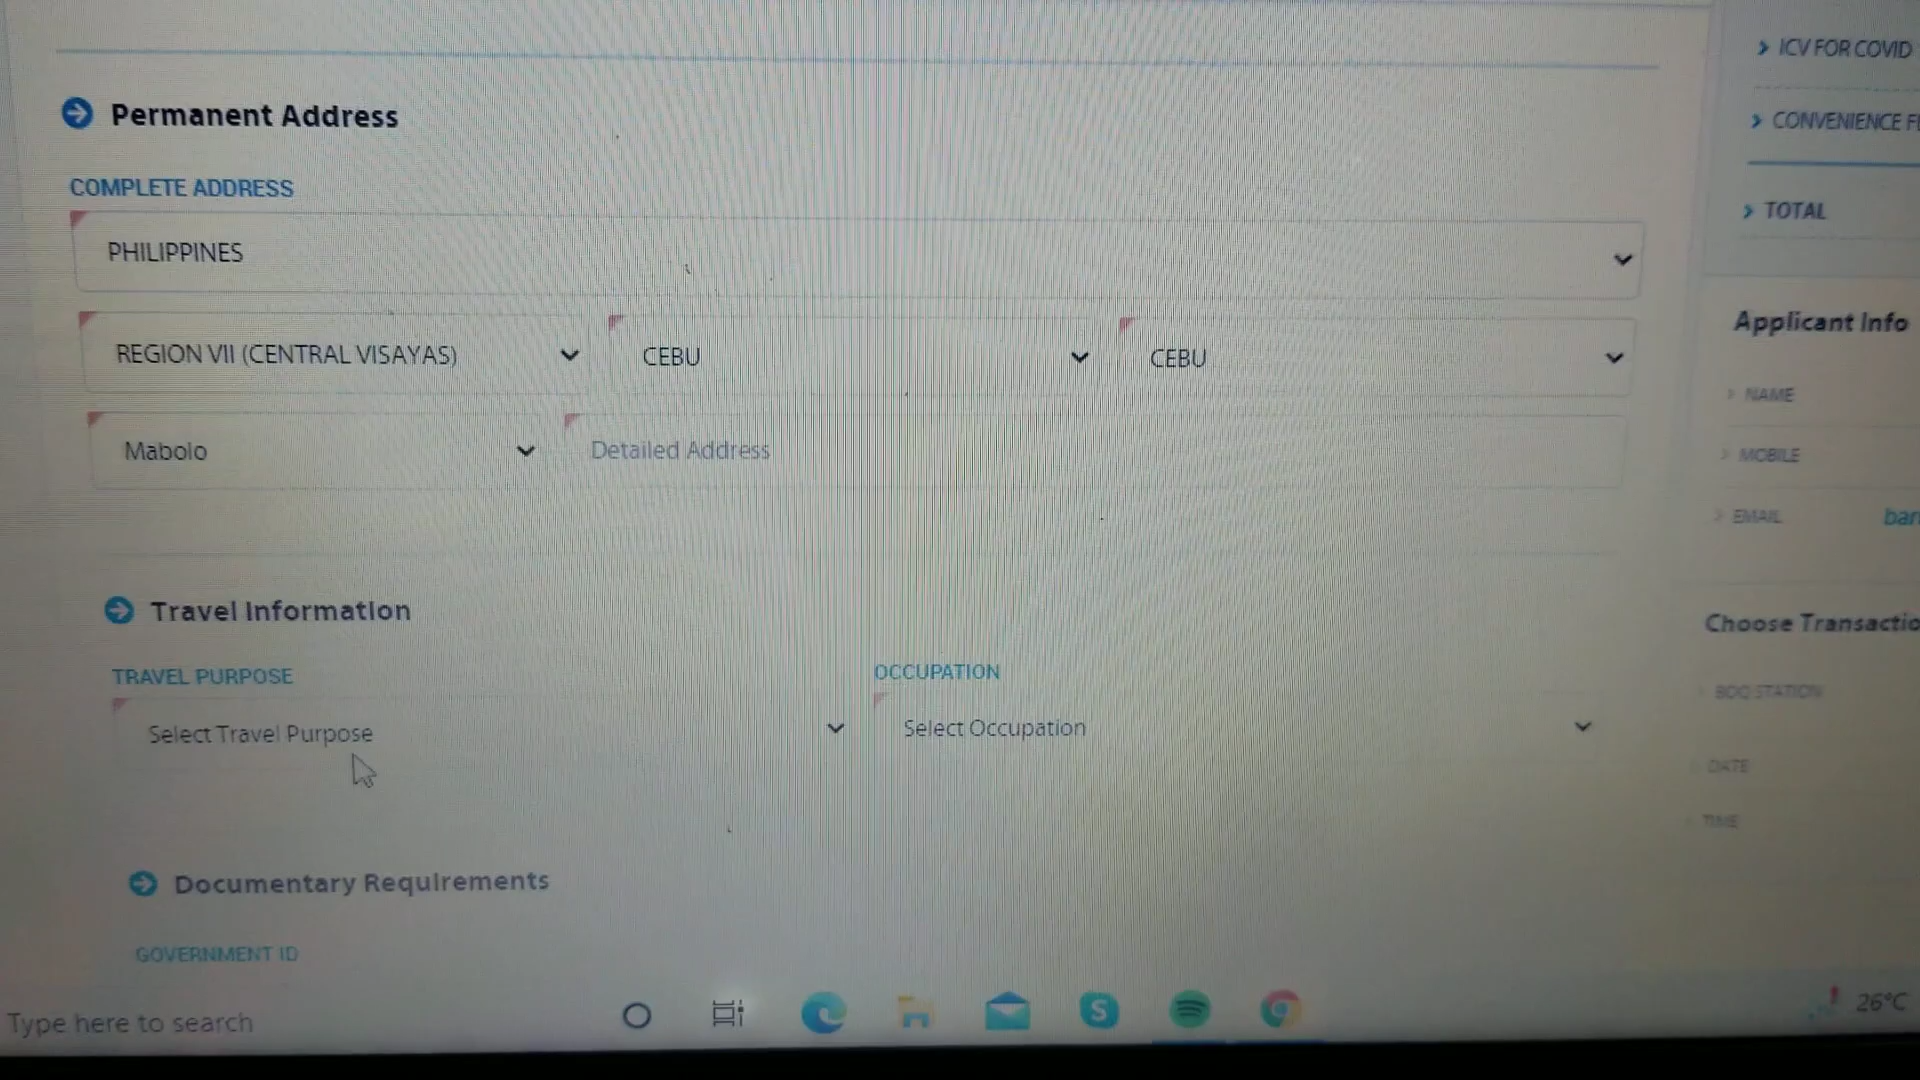 ICV FOR COVID
Permanent Address
CONVENIENCE
COMPLETE ADDRESS
TOTAL
PHILIPPINES
Applicant Info
REGION VII (CENTRAL VISAYAS)
CEBU
CEBU
NAME
Mabolo
Detailed Address
MOBILE
EMAIL
bar
Travel Information
Choose Transactio
TRAVEL PURPOSE
OCCUPATION
BOQ STATION
Select Travel Purpose
Select Occupation
DATE
TIME
Documentary Requirements
GOVERNMENT ID
Type here to search
26°C